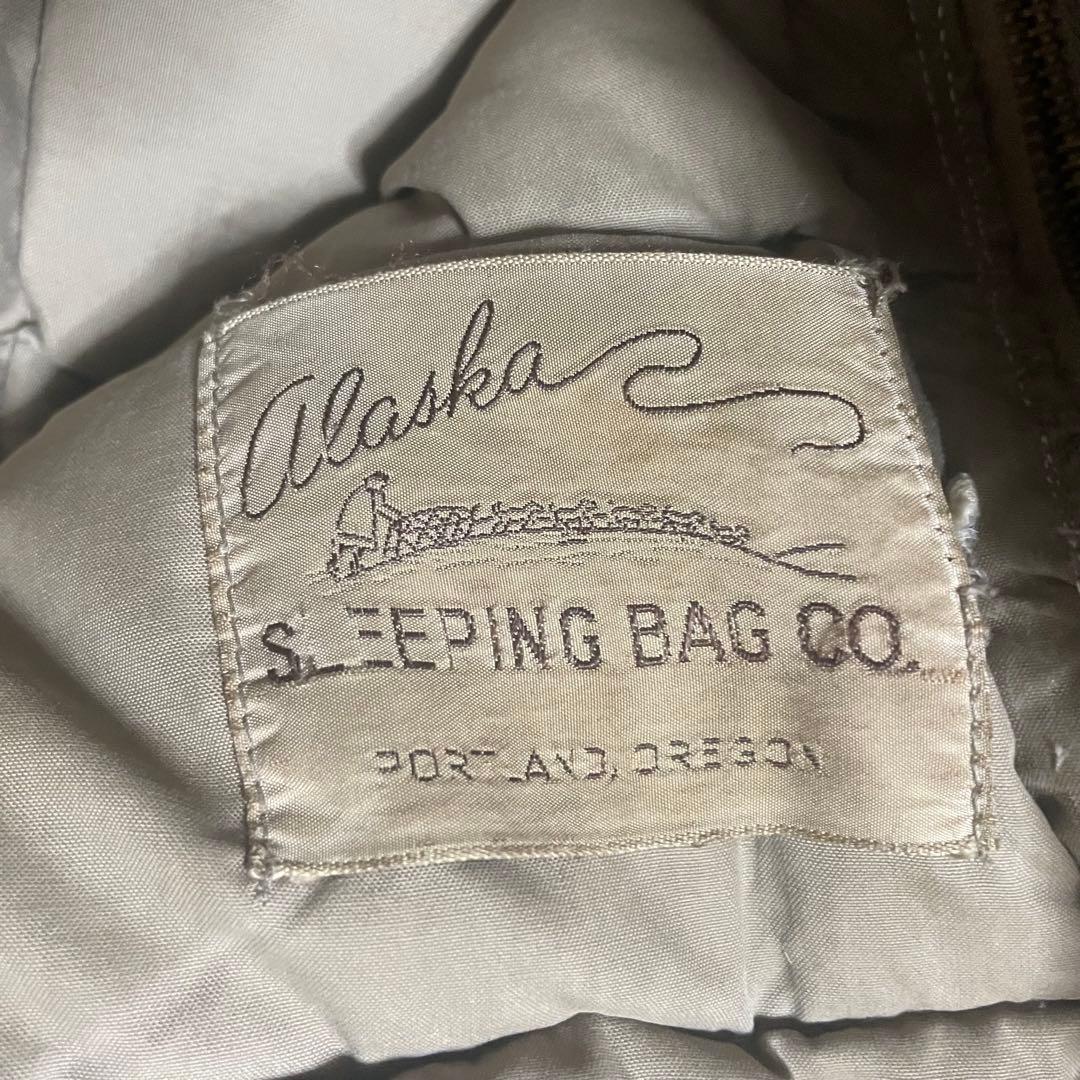 Alaska
SLEEPING BAG CO.
PORTLAND, OREGON